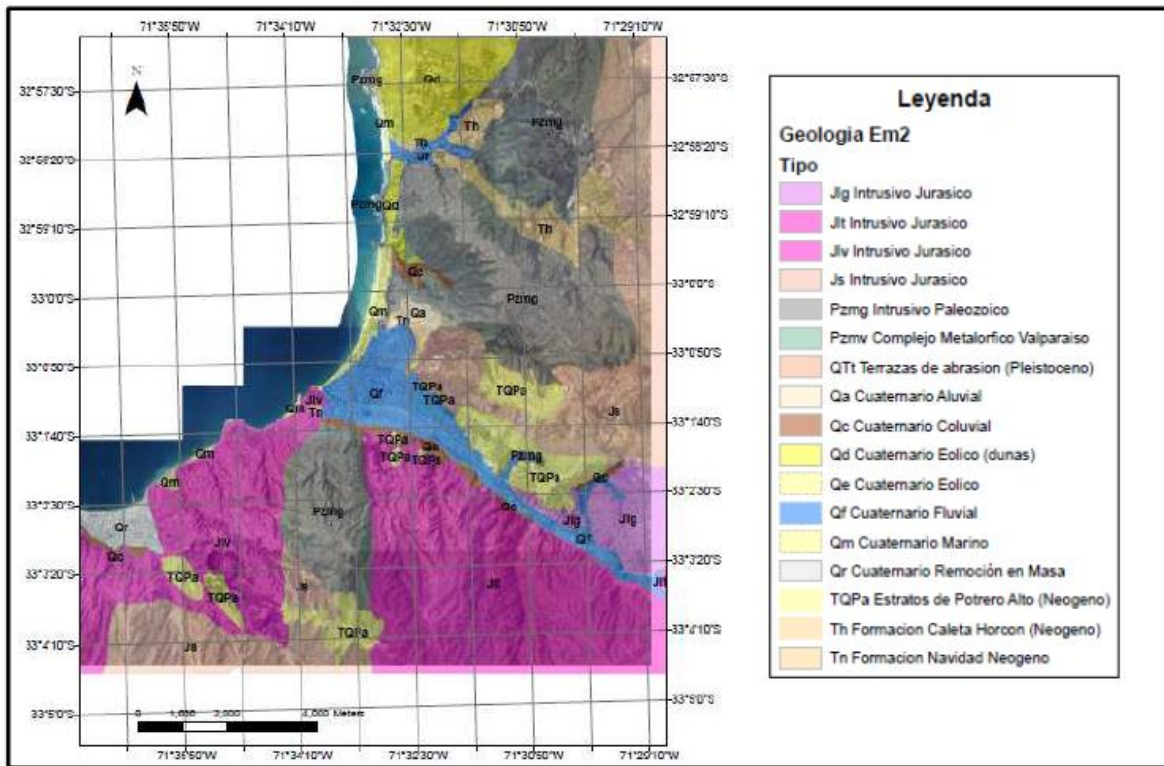 71°35'50"W 71°34'10"W 71°32'30"W 71°30'50"W 71°29'10"W
32°57'30"S
32°58'20"S
32°59'10"S
33°0'0"S
33°0'50"S
33°1'40"S
33°2'30"S
33°3'20"S
33°4'10"S
33°5'0"S
N
Pzmg
Qd
Qm
Th
Pzmg
Pzmg
Qd
Th
Qc
Pzmg
Qm
Tn
Qa
TQPa
Qf
TQPa
TQPa
Js
Jlv
Qm
Tn
TQPa
TQPa
TQPa
Qm
Qm
Pzmg
TQPa
Qc
Qc
Jlg
Jlg
Qf
Pzmg
Qr
Qc
Jlv
TQPa
TQPa
Js
TQPa
Js
0 1,000 2,000 4,000 Meters
32°57'30"S
32°58'20"S
32°59'10"S
33°0'0"S
33°0'50"S
33°1'40"S
33°2'30"S
33°3'20"S
33°4'10"S
33°5'0"S
71°35'50"W 71°34'10"W 71°32'30"W 71°30'50"W 71°29'10"W
Leyenda
Geologia Em2
Tipo
Jlg Intrusivo Jurasico
Jlt Intrusivo Jurasico
Jlv Intrusivo Jurasico
Js Intrusivo Jurasico
Pzmg Intrusivo Paleozoico
Pzmv Complejo Metalorfico Valparaiso
QTt Terrazas de abrasion (Pleistoceno)
Qa Cuaternario Aluvial
Qc Cuaternario Coluvial
Qd Cuaternario Eolico (dunas)
Qe Cuaternario Eolico
Qf Cuaternario Fluvial
Qm Cuaternario Marino
Qr Cuaternario Remoción en Masa
TQPa Estratos de Potrero Alto (Neogeno)
Th Formacion Caleta Horcon (Neogeno)
Tn Formacion Navidad Neogeno